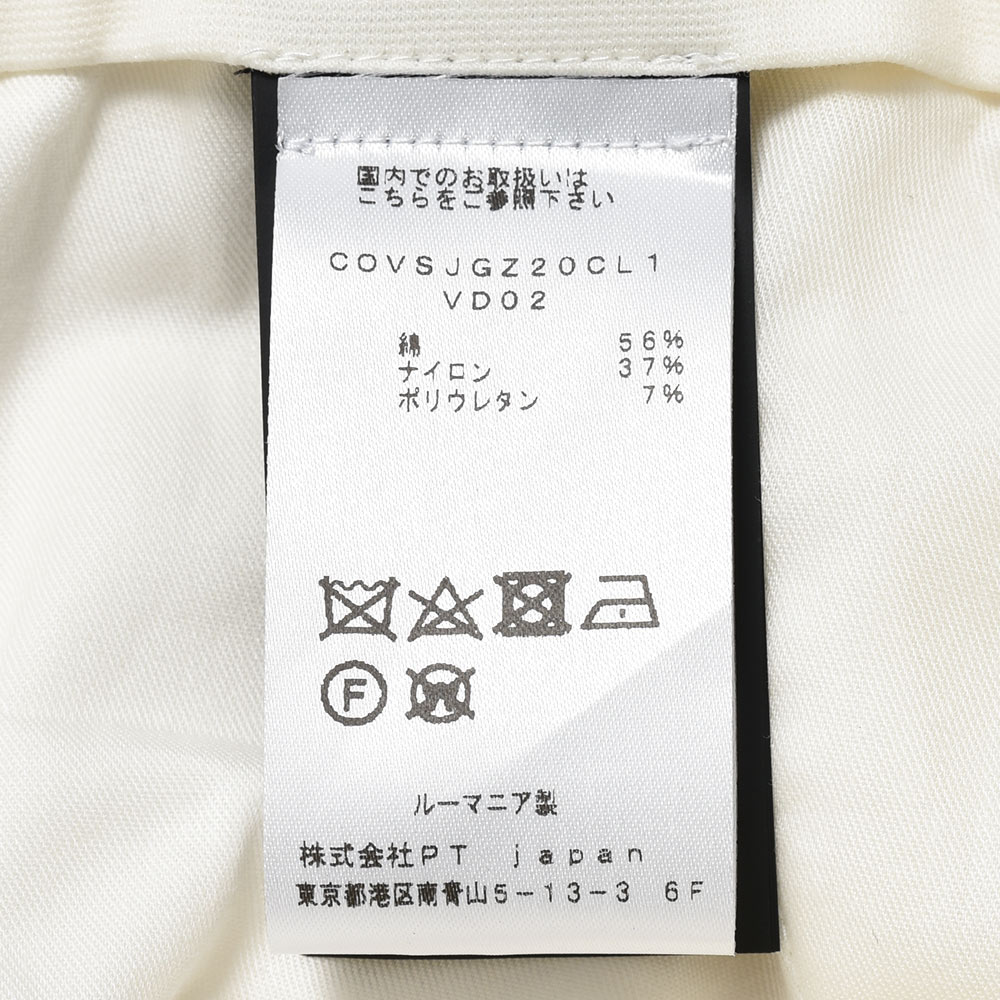 国内でのお取扱いは
こちらをご参照下さい
COVSJGZ20CL1
VD02
綿 56%
ナイロン 37%
ポリウレタン 7%
F
W
ルーマニア製
株式会社PT japan
東京都港区南青山5-13-3 6F